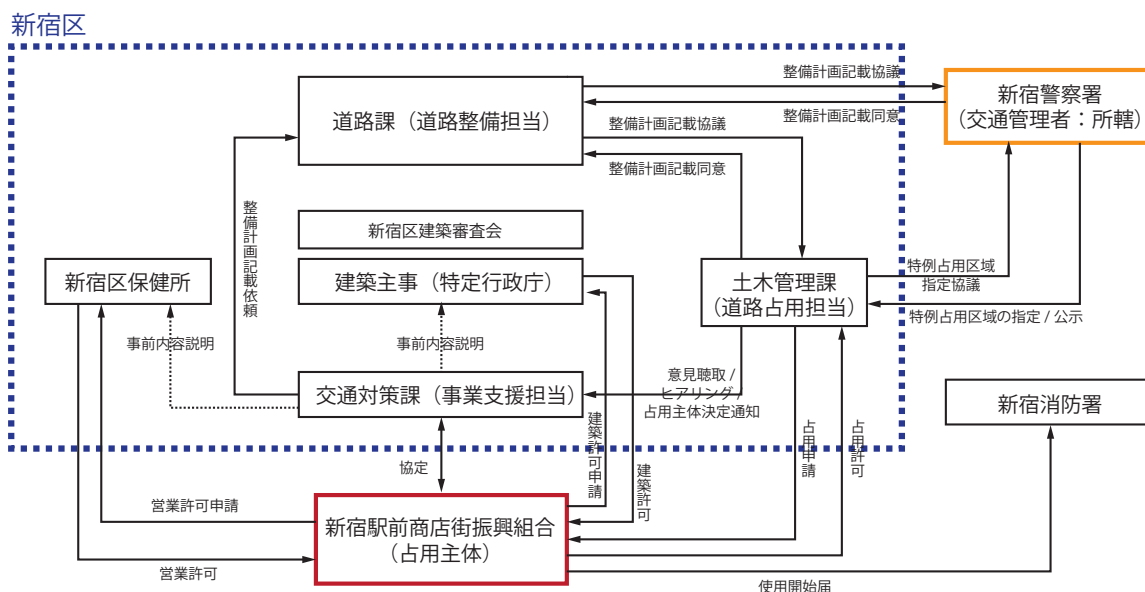 新宿区
整備計画記載協議
新宿警察署
(交通管理者：所轄)
道路課（道路整備担当）
整備計画記載同意
整備計画記載協議
整備計画記載同意
整備計画記載依頼
新宿区建築審査会
新宿区保健所
建築主事（特定行政庁）
土木管理課
(道路占用担当)
特例占用区域
指定協議
特例占用区域の指定 / 公示
事前内容説明
事前内容説明
交通対策課（事業支援担当）
意見聴取 /
ヒアリング /
占用主体決定通知
新宿消防署
建築許可申請
占用申請
占用許可
協定
建築許可
営業許可申請
新宿駅前商店街振興組合
（占用主体）
営業許可
使用開始届